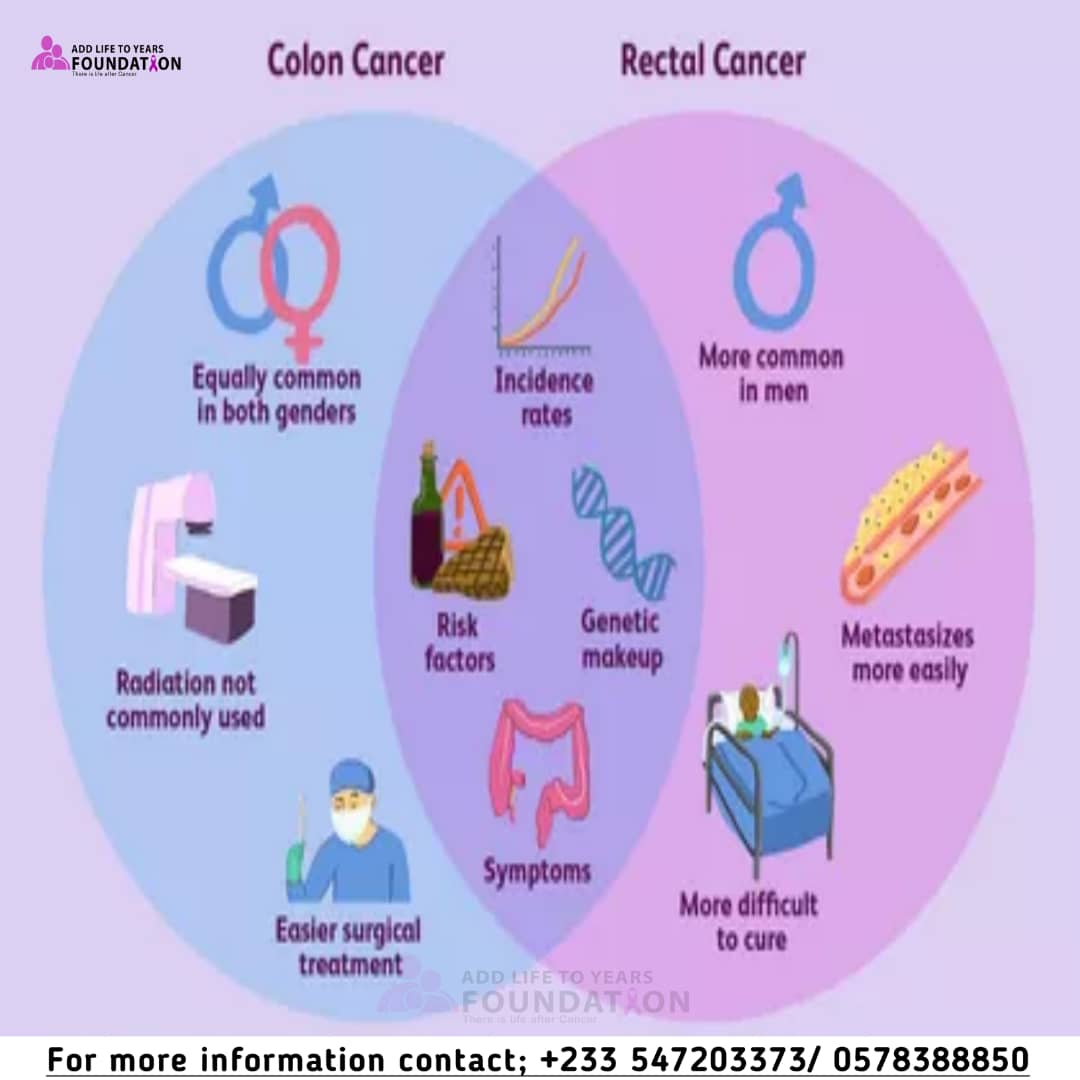 ADD LIFE TO YEARS
FOUNDATION
There is life after Cancer
Colon Cancer
Rectal Cancer
Equally common
in both genders
Incidence
rates
More common
in men
Radiation not
commonly used
Risk
factors
Genetic
makeup
Metastasizes
more easily
Easier surgical
treatment
Symptoms
More difficult
to cure
ADD LIFE TO YEARS
FOUNDATION
There is life after Cancer
For more information contact; +233 547203373/ 0578388850